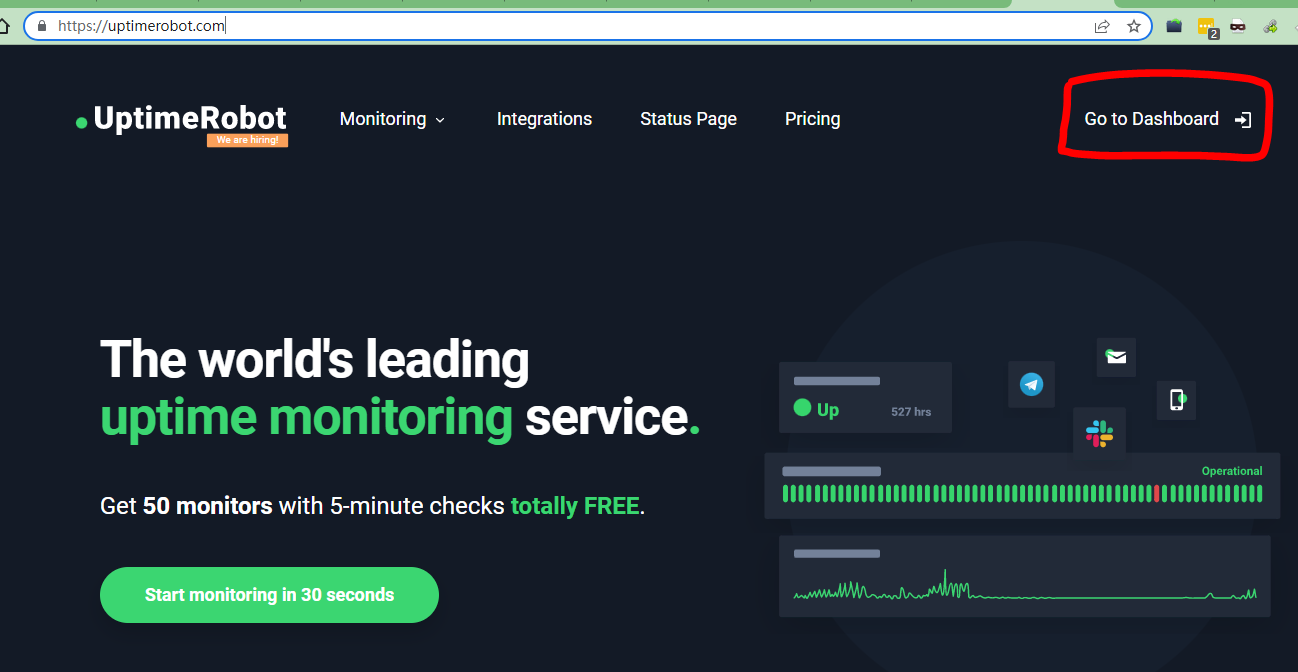 https://uptimerobot.com
2
UptimeRobot
We are hiring!
Monitoring
Integrations
Status Page
Pricing
Go to Dashboard
The world's leading
uptime monitoring service.
Get 50 monitors with 5-minute checks totally FREE.
Start monitoring in 30 seconds
Up
527 hrs
Operational